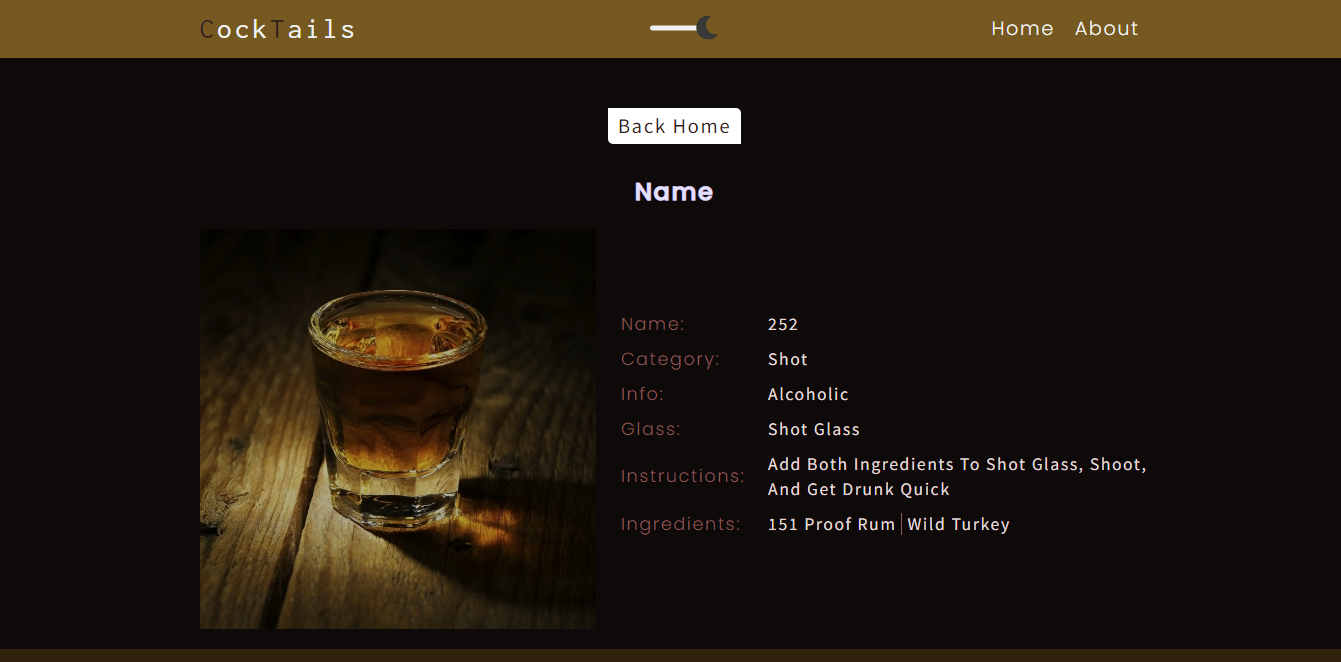 CockTails
Home About
Back Home
Name
Name: 252
Category: Shot
Info: Alcoholic
Glass: Shot Glass
Instructions: Add Both Ingredients To Shot Glass, Shoot,
And Get Drunk Quick
Ingredients: 151 Proof Rum Wild Turkey